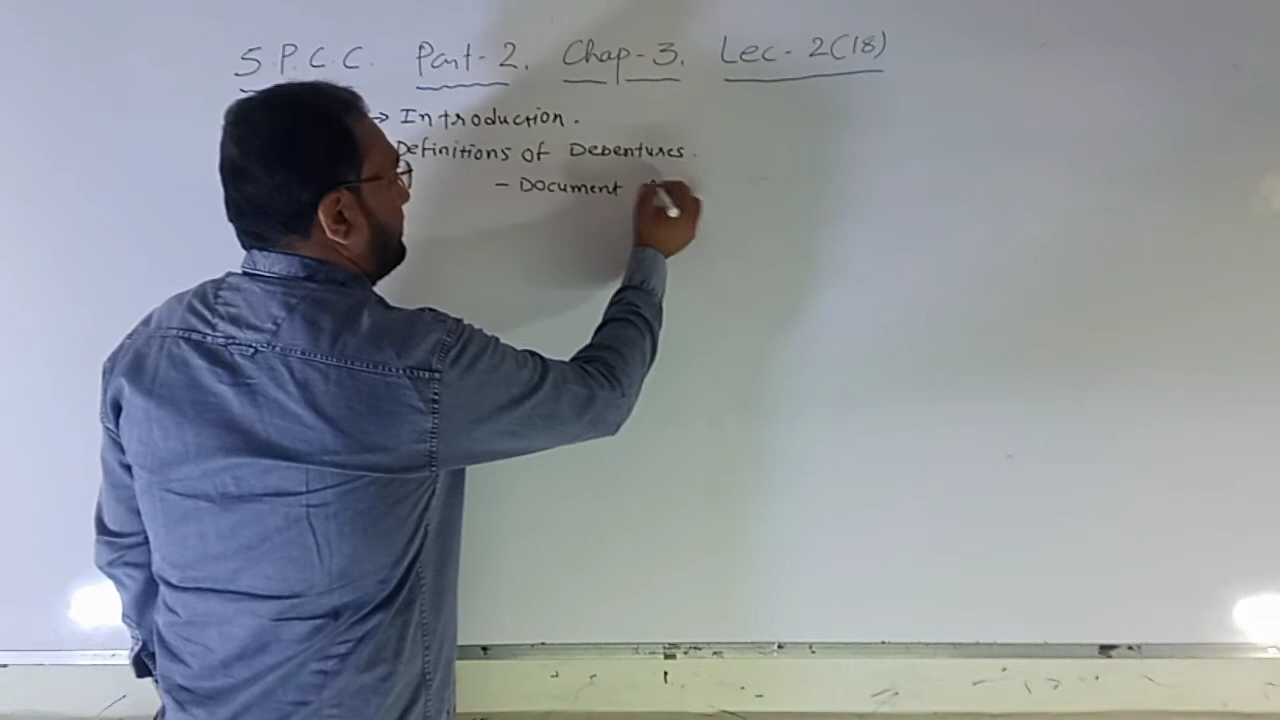 S.P.C.C. Part-2. Chap-3. Lec-2(18)
→ Introduction.
Definitions of Debentures.
- Document